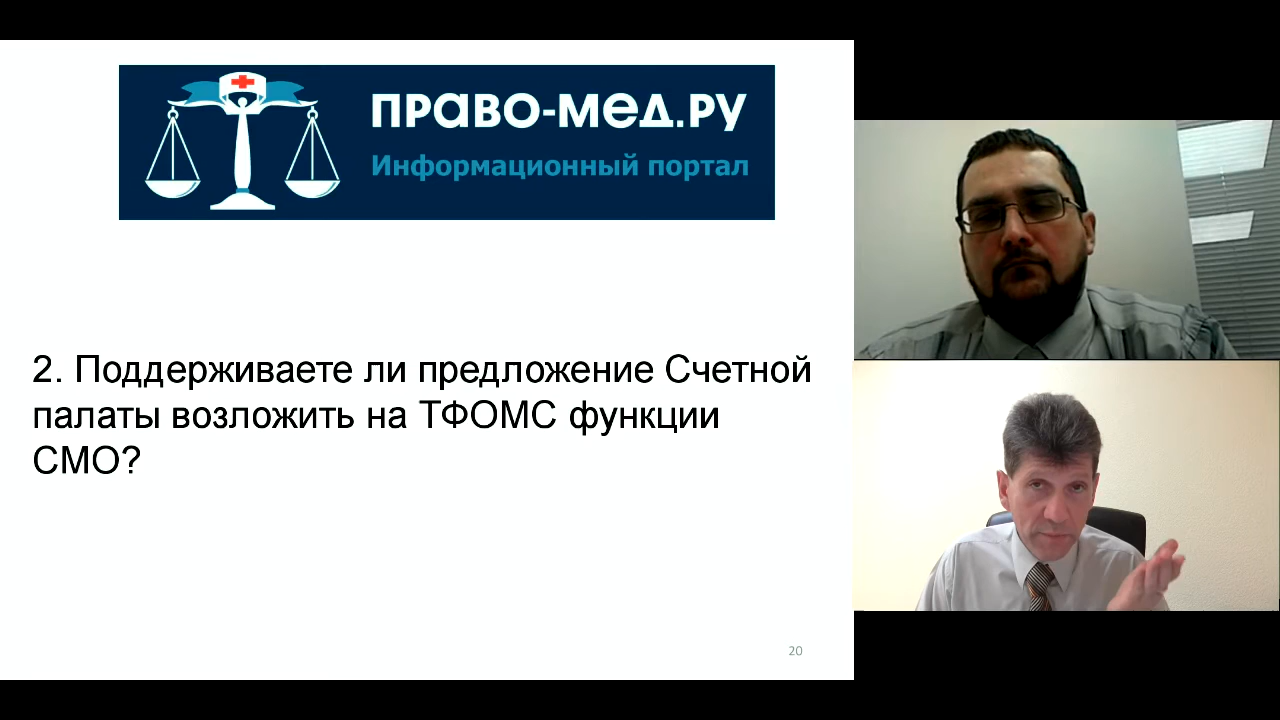 ПРАВО-МЕД.РУ
Информационный портал
2. Поддерживаете ли предложение Счетной
палаты возложить на ТФОМС функции
СМО?
20